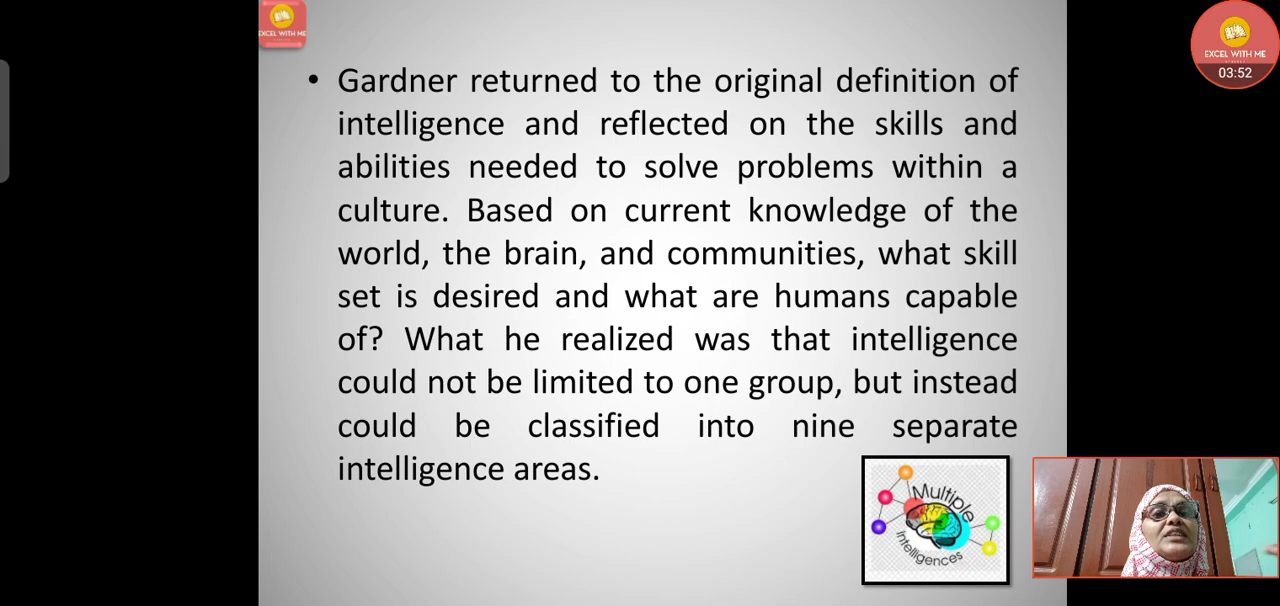 EXCEL WITH ME
EXCEL WITH ME
03:52
• Gardner returned to the original definition of
intelligence and reflected on the skills and
abilities needed to solve problems within a
culture. Based on current knowledge of the
world, the brain, and communities, what skill
set is desired and what are humans capable
of? What he realized was that intelligence
could not be limited to one group, but instead
could be classified into nine separate
intelligence areas.
Multiple
Intelligences